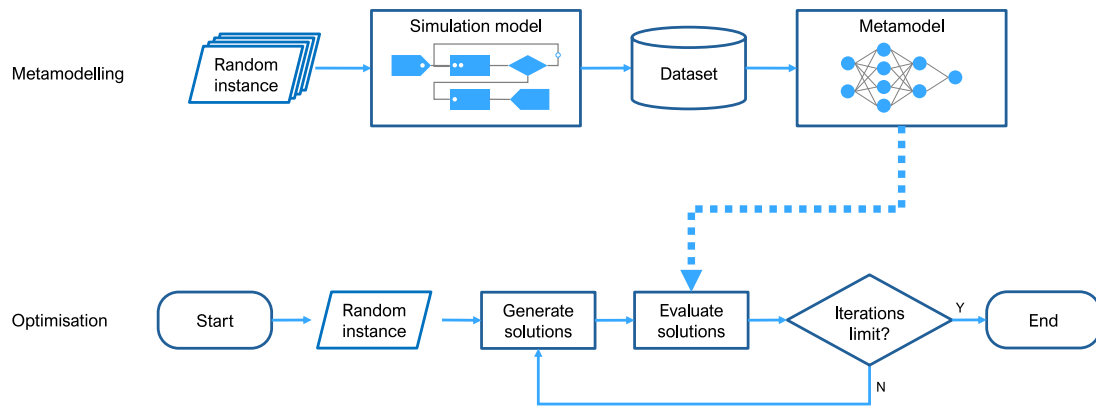 Simulation model
Metamodel
Metamodelling
Random
instance
Dataset
Optimisation
Start
Random
instance
Generate
solutions
Evaluate
solutions
Iterations
limit?
Y
End
N